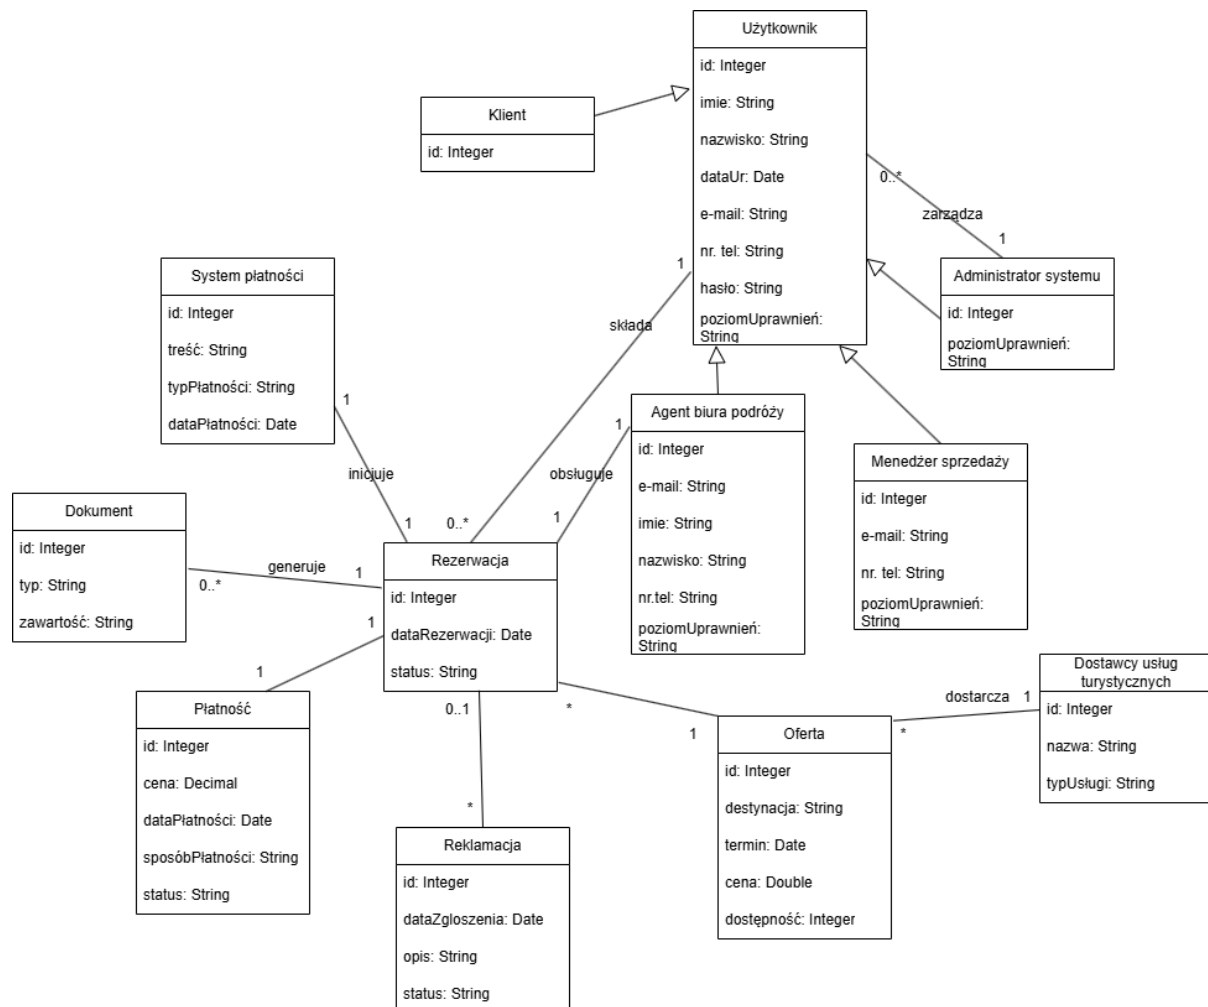 Użytkownik
id: Integer
imie: String
nazwisko: String
dataUr: Date
e-mail: String
nr. tel: String
hasło: String
poziomUprawnień:
String
Klient
id: Integer
0..*
zarządza
1
Administrator systemu
id: Integer
poziomUprawnień:
String
System płatności
id: Integer
treść: String
typPłatności: String
dataPłatności: Date
1
składa
1
inicjuje
1
0..*
obsługuje
1
1
Agent biura podróży
id: Integer
e-mail: String
imie: String
nazwisko: String
nr.tel: String
poziomUprawnień:
String
Menedżer sprzedaży
id: Integer
e-mail: String
nr. tel: String
poziomUprawnień:
String
Dokument
id: Integer
typ: String
zawartość: String
generuje
0..*
1
Rezerwacja
id: Integer
dataRezerwacji: Date
status: String
1
1
Płatność
id: Integer
cena: Decimal
dataPłatności: Date
sposóbPłatności: String
status: String
0..1
*
Reklamacja
id: Integer
dataZgloszenia: Date
opis: String
status: String
*
1
Oferta
id: Integer
destynacja: String
termin: Date
cena: Double
dostępność: Integer
dostarcza
*
1
Dostawcy usług
turystycznych
id: Integer
nazwa: String
typUsługi: String